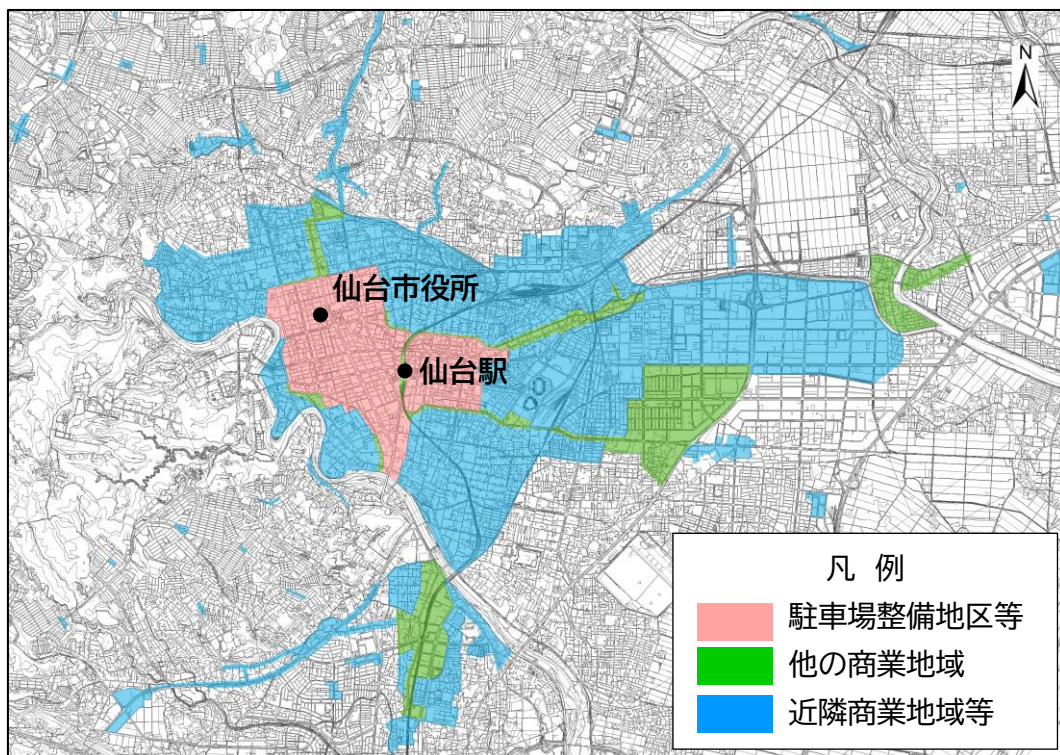 N
仙台市役所
仙台駅
凡 例
駐車場整備地区等
他の商業地域
近隣商業地域等